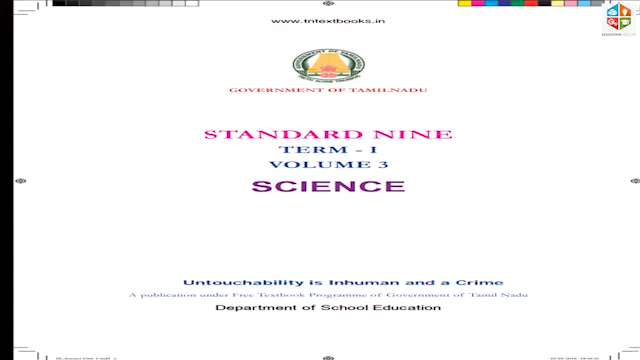 www.tntextbooks.in
GOVERNMENT OF TAMILNADU
STANDARD NINE
TERM - I
VOLUME 3
SCIENCE
Untouchability is Inhuman and a Crime
A publication under Free Textbook Programme of Government of Tamil Nadu
Department of School Education